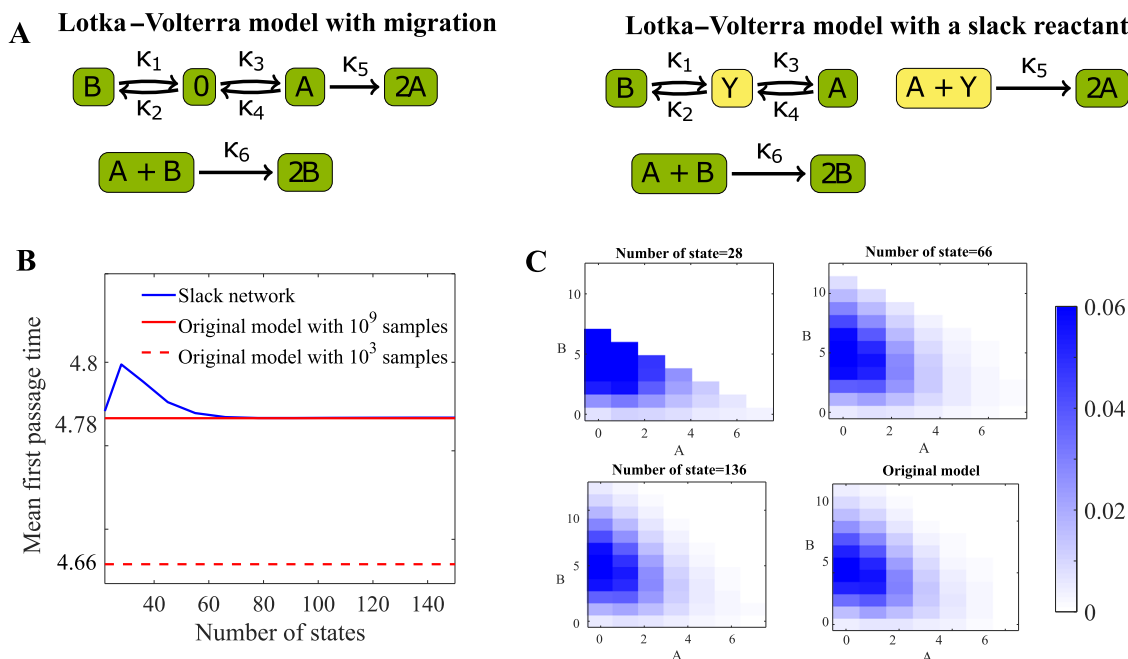 A
Lotka–Volterra model with migration
B κ1 κ2 0 κ3 κ4 A κ5 2A
A + B κ6 2B
Lotka–Volterra model with a slack reactant
B κ1 κ2 Y κ3 κ4 A A + Y κ5 2A
A + B κ6 2B
B
Slack network
Original model with 10^9 samples
Original model with 10^3 samples
Mean first passage time
4.8
4.78
4.66
40 60 80 100 120 140
Number of states
C
Number of state=28
10
B 5
0
0 2 4 6
A
Number of state=66
10
B 5
0
0 2 4 6
A
Number of state=136
10
B 5
0
0 2 4 6
A
Original model
10
B 5
0
0 2 4 6
A
0.06
0.04
0.02
0